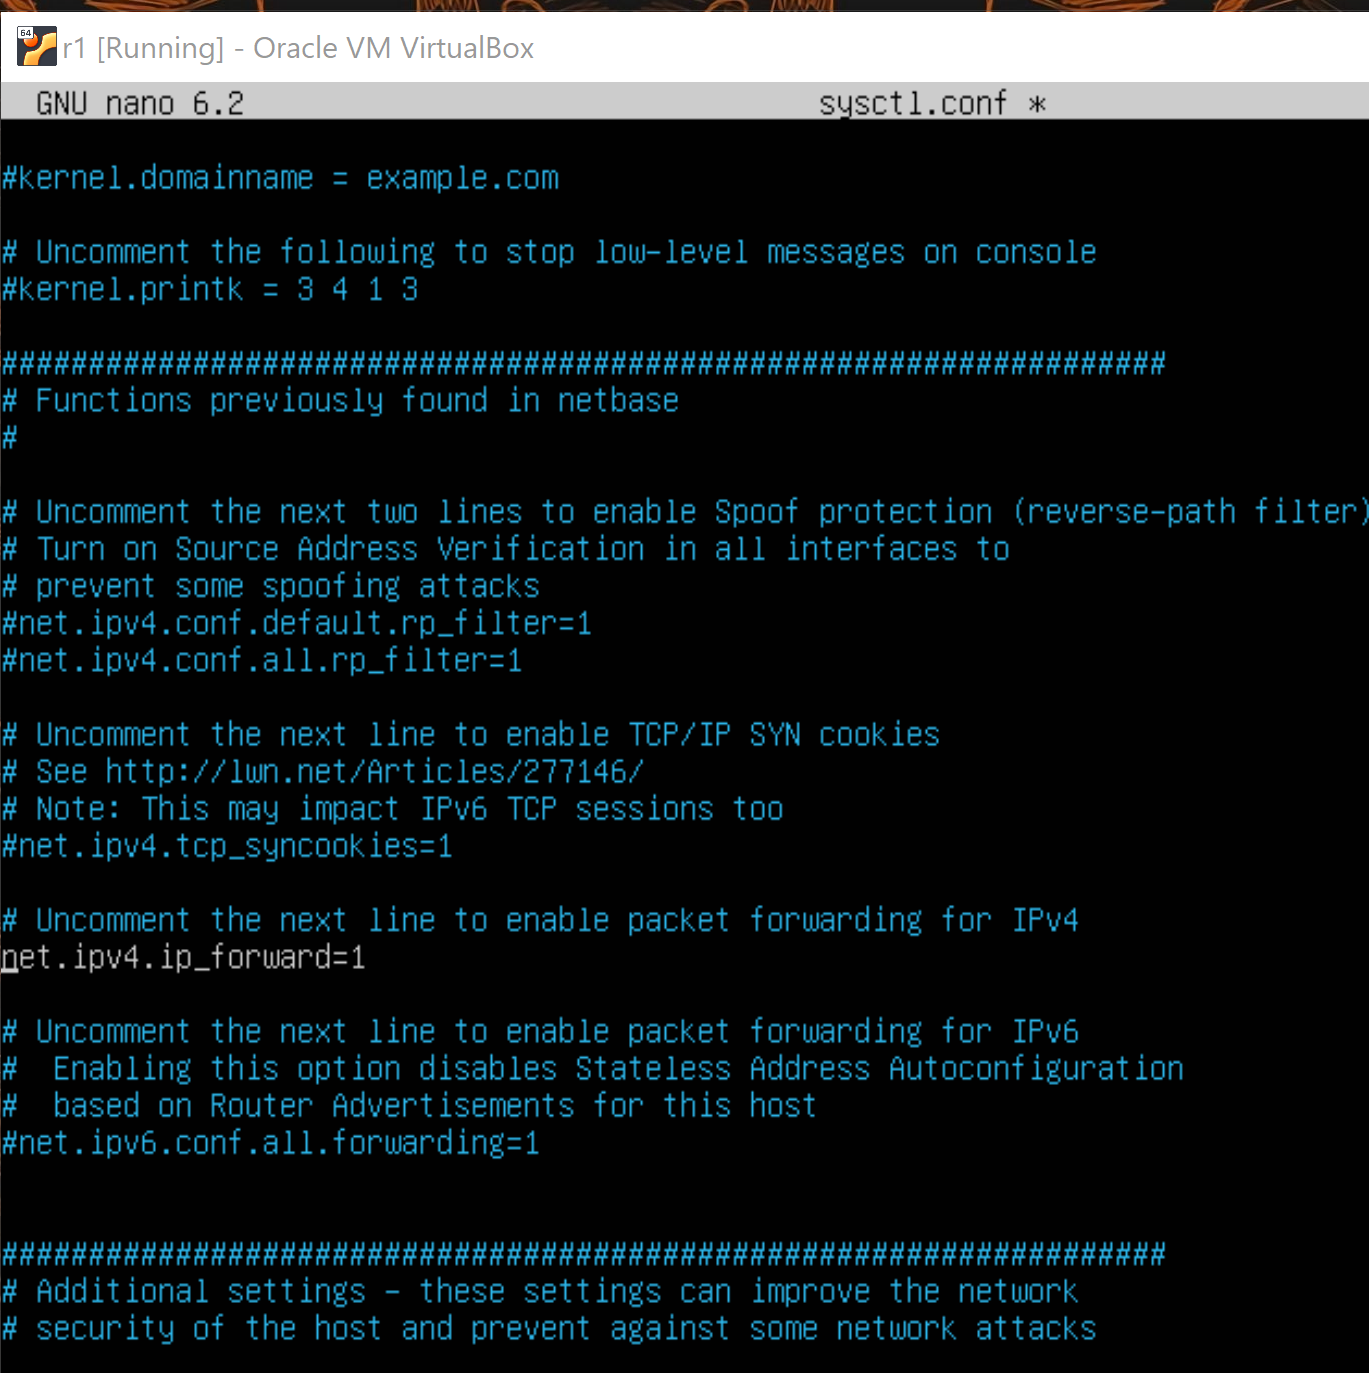 64
r1 [Running] - Oracle VM VirtualBox
GNU nano 6.2 sysctl.conf *
#kernel.domainname = example.com
# Uncomment the following to stop low-level messages on console
#kernel.printk = 3 4 1 3
###################################################################
# Functions previously found in netbase
#
# Uncomment the next two lines to enable Spoof protection (reverse-path filter)
# Turn on Source Address Verification in all interfaces to
# prevent some spoofing attacks
#net.ipv4.conf.default.rp_filter=1
#net.ipv4.conf.all.rp_filter=1
# Uncomment the next line to enable TCP/IP SYN cookies
# See http://lwn.net/Articles/277146/
# Note: This may impact IPv6 TCP sessions too
#net.ipv4.tcp_syncookies=1
# Uncomment the next line to enable packet forwarding for IPv4
net.ipv4.ip_forward=1
# Uncomment the next line to enable packet forwarding for IPv6
#  Enabling this option disables Stateless Address Autoconfiguration
#  based on Router Advertisements for this host
#net.ipv6.conf.all.forwarding=1
###################################################################
# Additional settings - these settings can improve the network
# security of the host and prevent against some network attacks